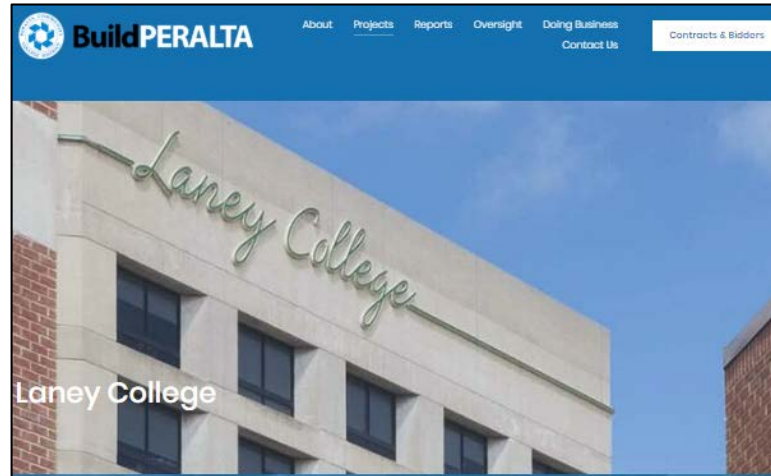 BuildPERALTA
About Projects Reports Oversight Doing Business
Contact Us
Contracts & Bidders
Laney College
Laney College